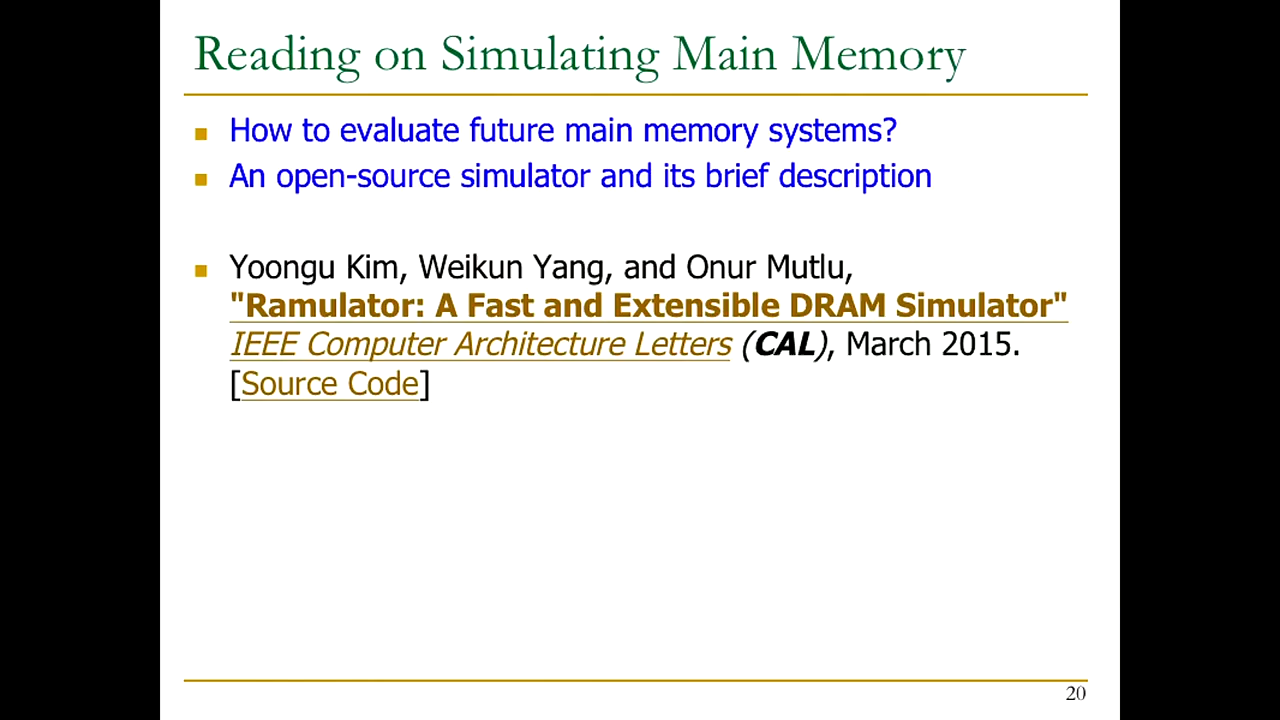 Reading on Simulating Main Memory
How to evaluate future main memory systems?
An open-source simulator and its brief description
Yoongu Kim, Weikun Yang, and Onur Mutlu,
"Ramulator: A Fast and Extensible DRAM Simulator"
IEEE Computer Architecture Letters (CAL), March 2015.
[Source Code]
20